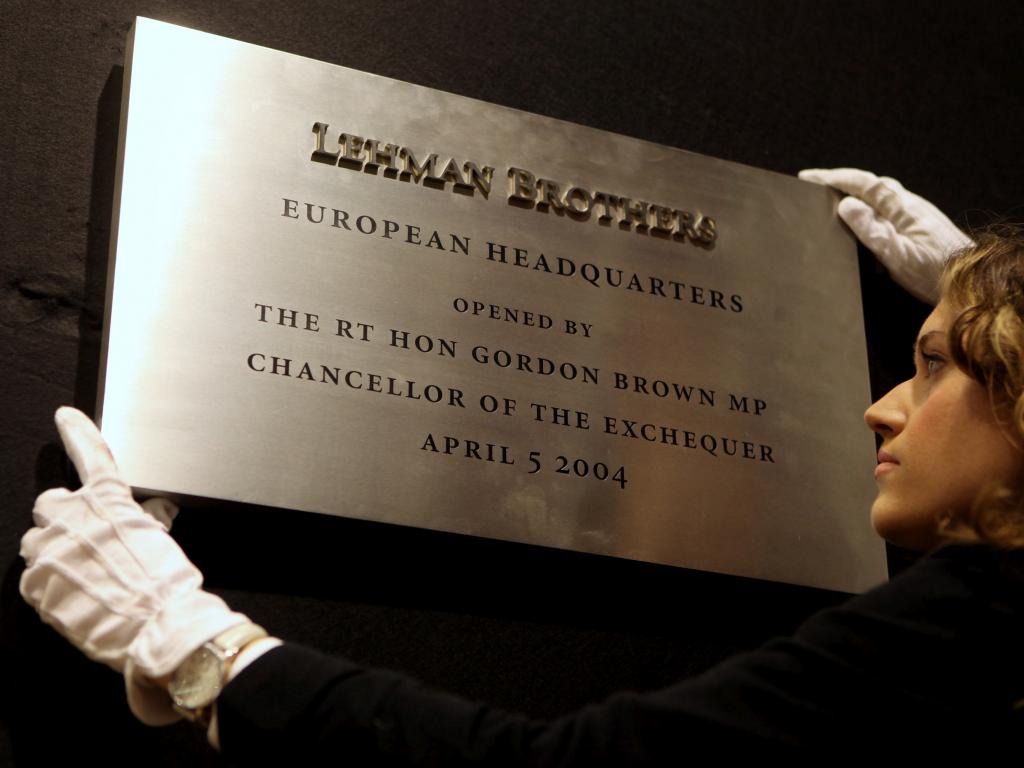 LEHMAN BROTHERS
EUROPEAN HEADQUARTERS
OPENED BY
THE RT HON GORDON BROWN MP
CHANCELLOR OF THE EXCHEQUER
APRIL 5 2004